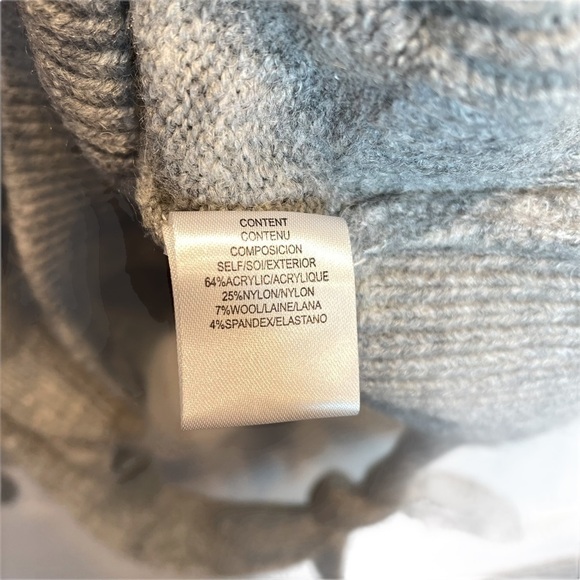 CONTENT
CONTENU
COMPOSICION
SELF/SOI/EXTERIOR
64%ACRYLIC/ACRYLIQUE
25%NYLON/NYLON
7%WOOL/LAINE/LANA
4%SPANDEX/ELASTANO